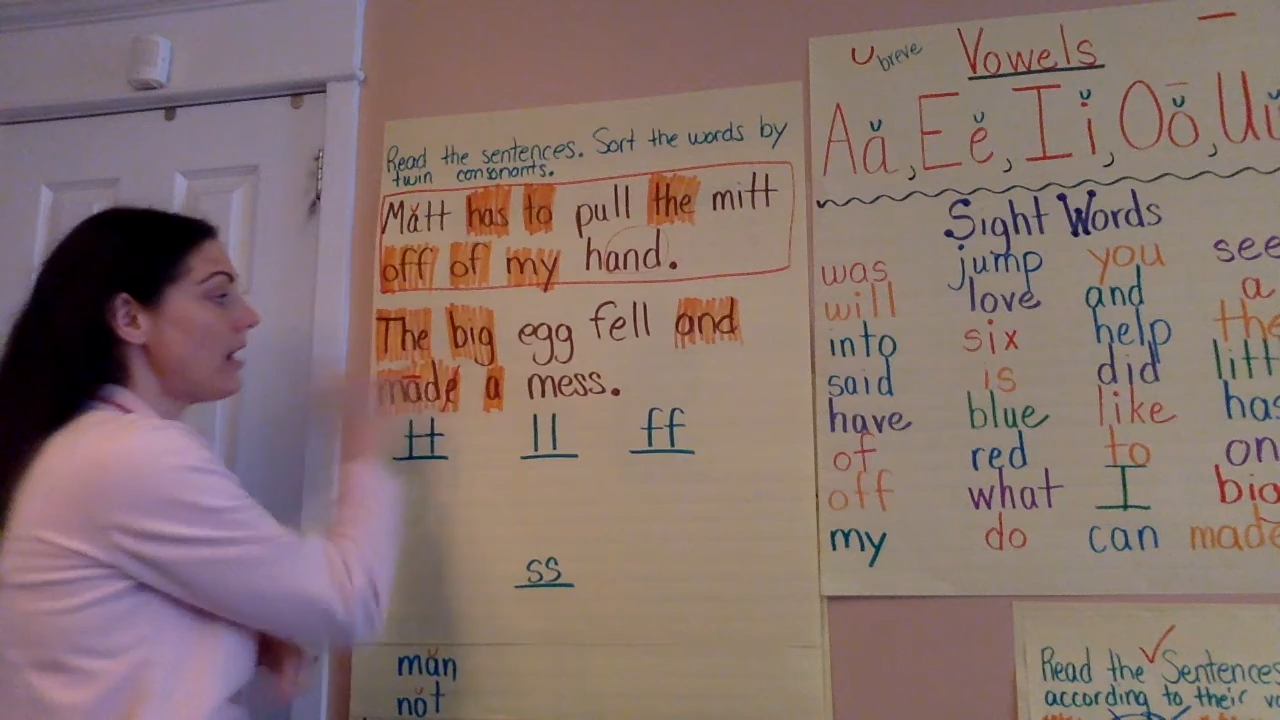 Read the sentences. Sort the words by
twin consonants.
Mătt has to pull the mitt
off of my hand.
The big egg fell and
māde a mess.
tt ll ff
ss
măn
nŏt
breve
Vowels
Aă, Eĕ, Iĭ, Oŏ, Uŭ
Sight Words
was jump you see
will love and a
into six help the
said is did
have blue like has
of red to on
off what I big
my do can made
Read the Sentences
according to their